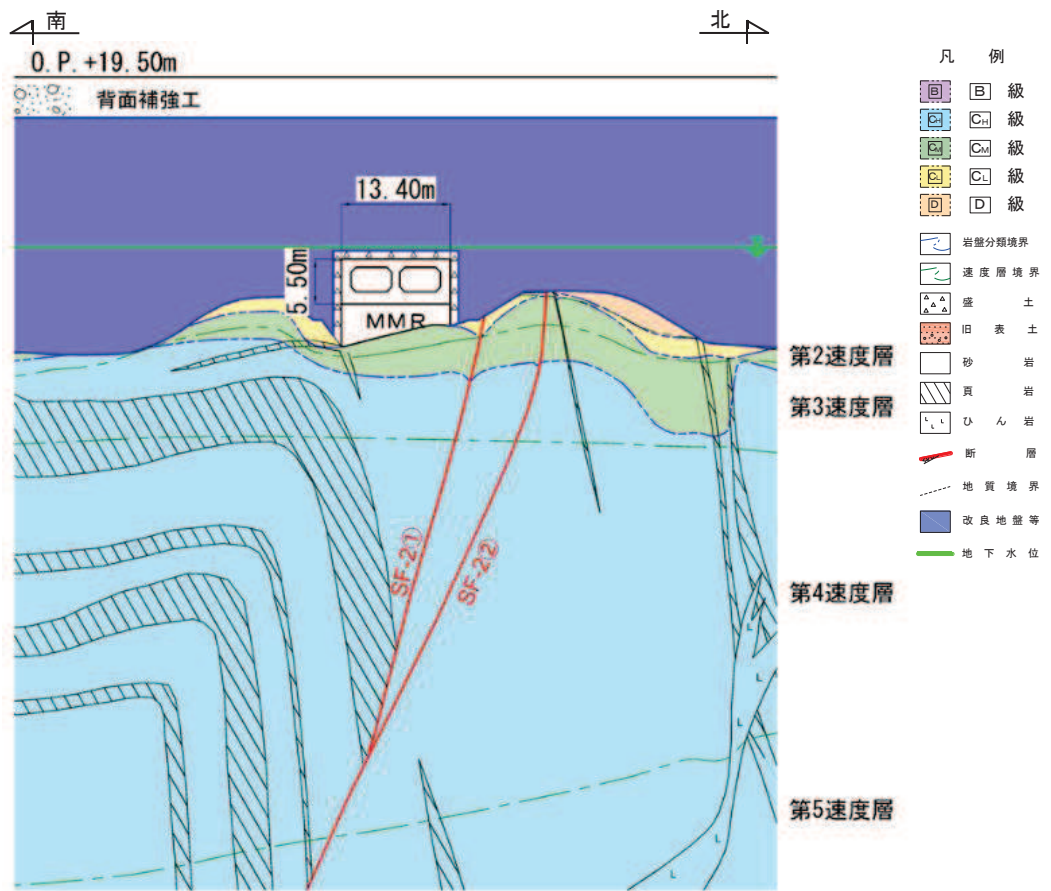 南
北
O.P.+19.50m
背面補強工
13.40m
5.50m
MMR
SF-2①
SF-2②
第2速度層
第3速度層
第4速度層
第5速度層
凡 例
B B 級
CH CH 級
CM CM 級
CL CL 級
D D 級
岩盤分類境界
速度層境界
盛 土
旧 表 土
砂 岩
頁 岩
ひ ん 岩
断 層
地 質 境 界
改 良 地 盤 等
地 下 水 位